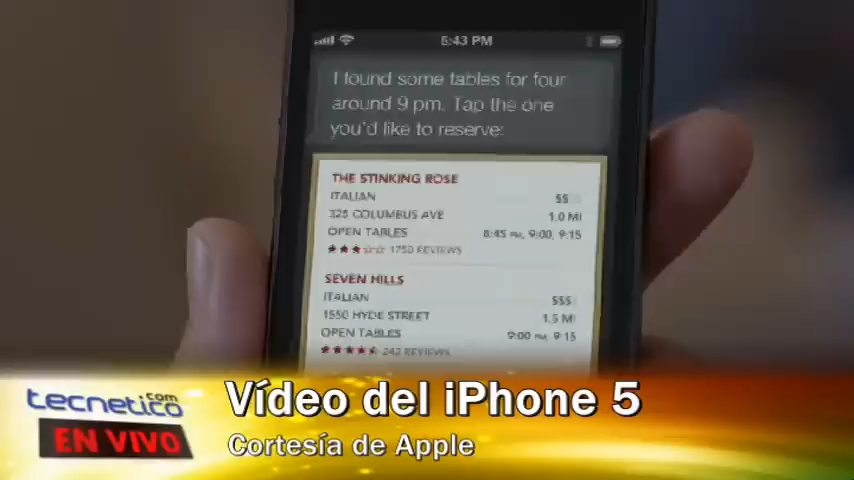 5:43 PM
I found some tables for four
around 9 pm. Tap the one
you'd like to reserve:
THE STINKING ROSE
ITALIAN
$$
325 COLUMBUS AVE
1.0 MI
OPEN TABLES
8:45 PM, 9:00, 9:15
1750 REVIEWS
SEVEN HILLS
ITALIAN
$$$
1550 HYDE STREET
1.5 MI
OPEN TABLES
9:00 PM, 9:15
242 REVIEWS
tecnetico.com
EN VIVO
Vídeo del iPhone 5
Cortesía de Apple